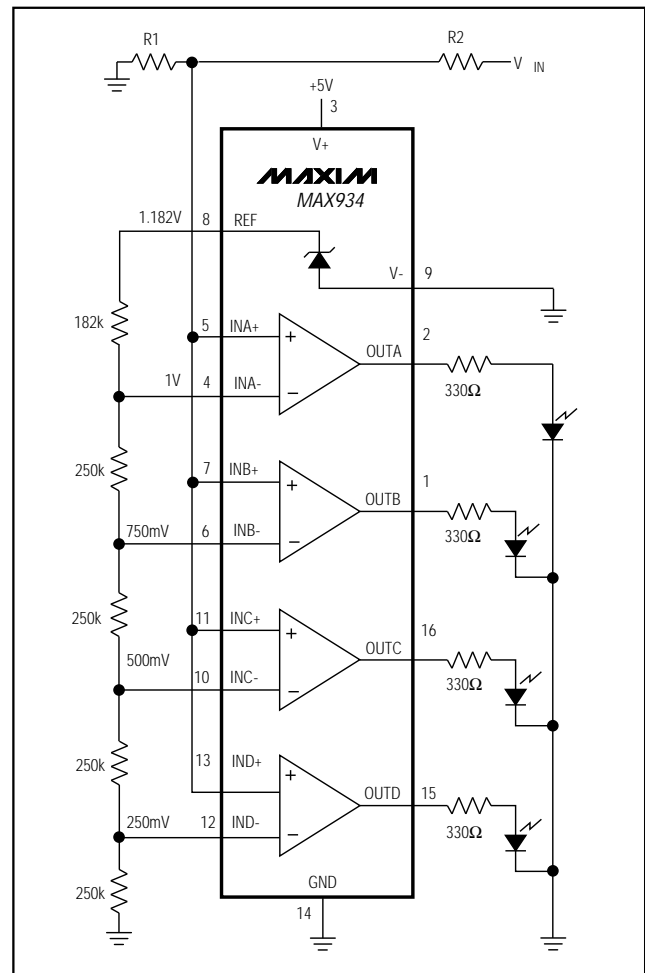 R1
R2
V IN
+5V
3
V+
MAXIM
MAX934
1.182V
8
REF
V-
9
182k
5
INA+
+
2
OUTA
1V
4
INA-
−
330Ω
250k
7
INB+
+
1
OUTB
750mV
6
INB-
−
330Ω
250k
11
INC+
+
16
OUTC
500mV
10
INC-
−
330Ω
250k
13
IND+
+
OUTD
15
250mV
12
IND-
−
330Ω
250k
GND
14